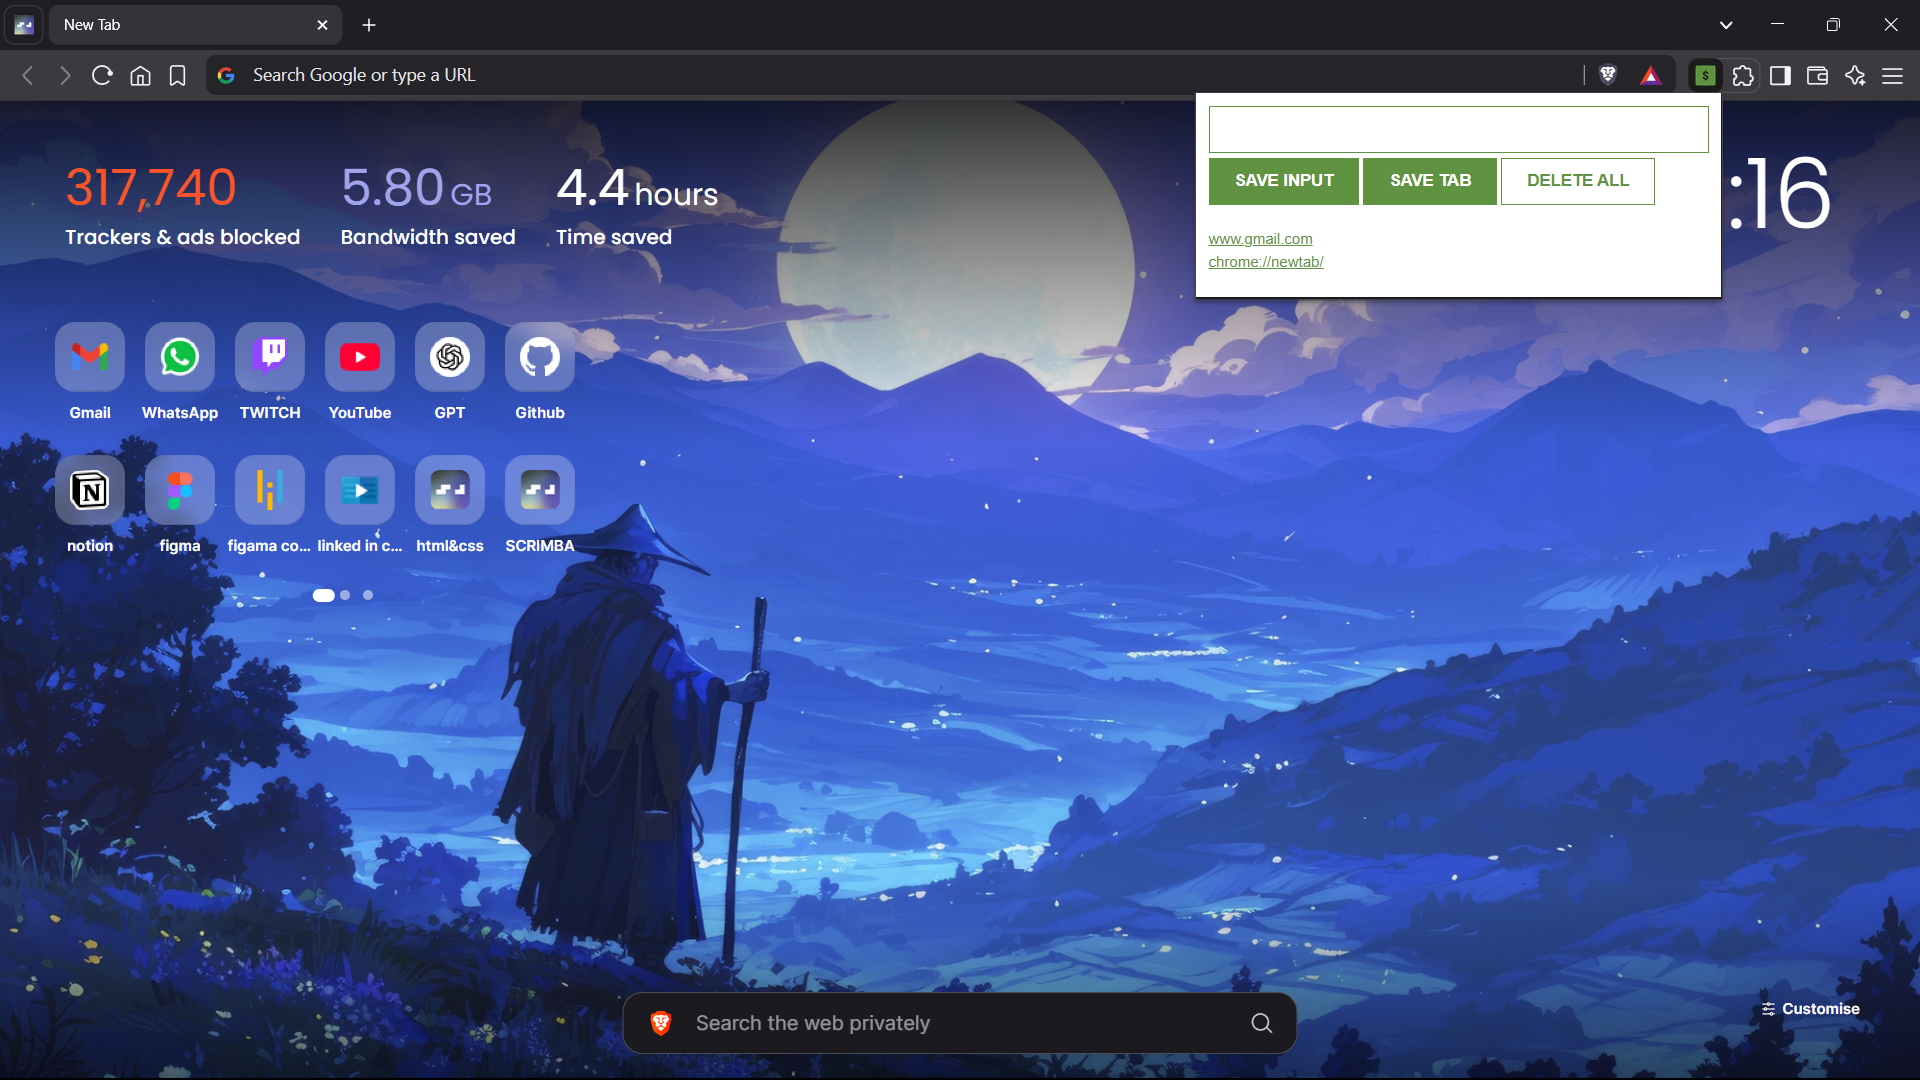 New Tab
Search Google or type a URL
$
SAVE INPUT SAVE TAB DELETE ALL
www.gmail.com
chrome://newtab/
:16
317,740 5.80 GB 4.4 hours
Trackers & ads blocked Bandwidth saved Time saved
Gmail WhatsApp TWITCH YouTube GPT Github
N
notion figma figama co... linked in c... html&css SCRIMBA
Search the web privately
Customise